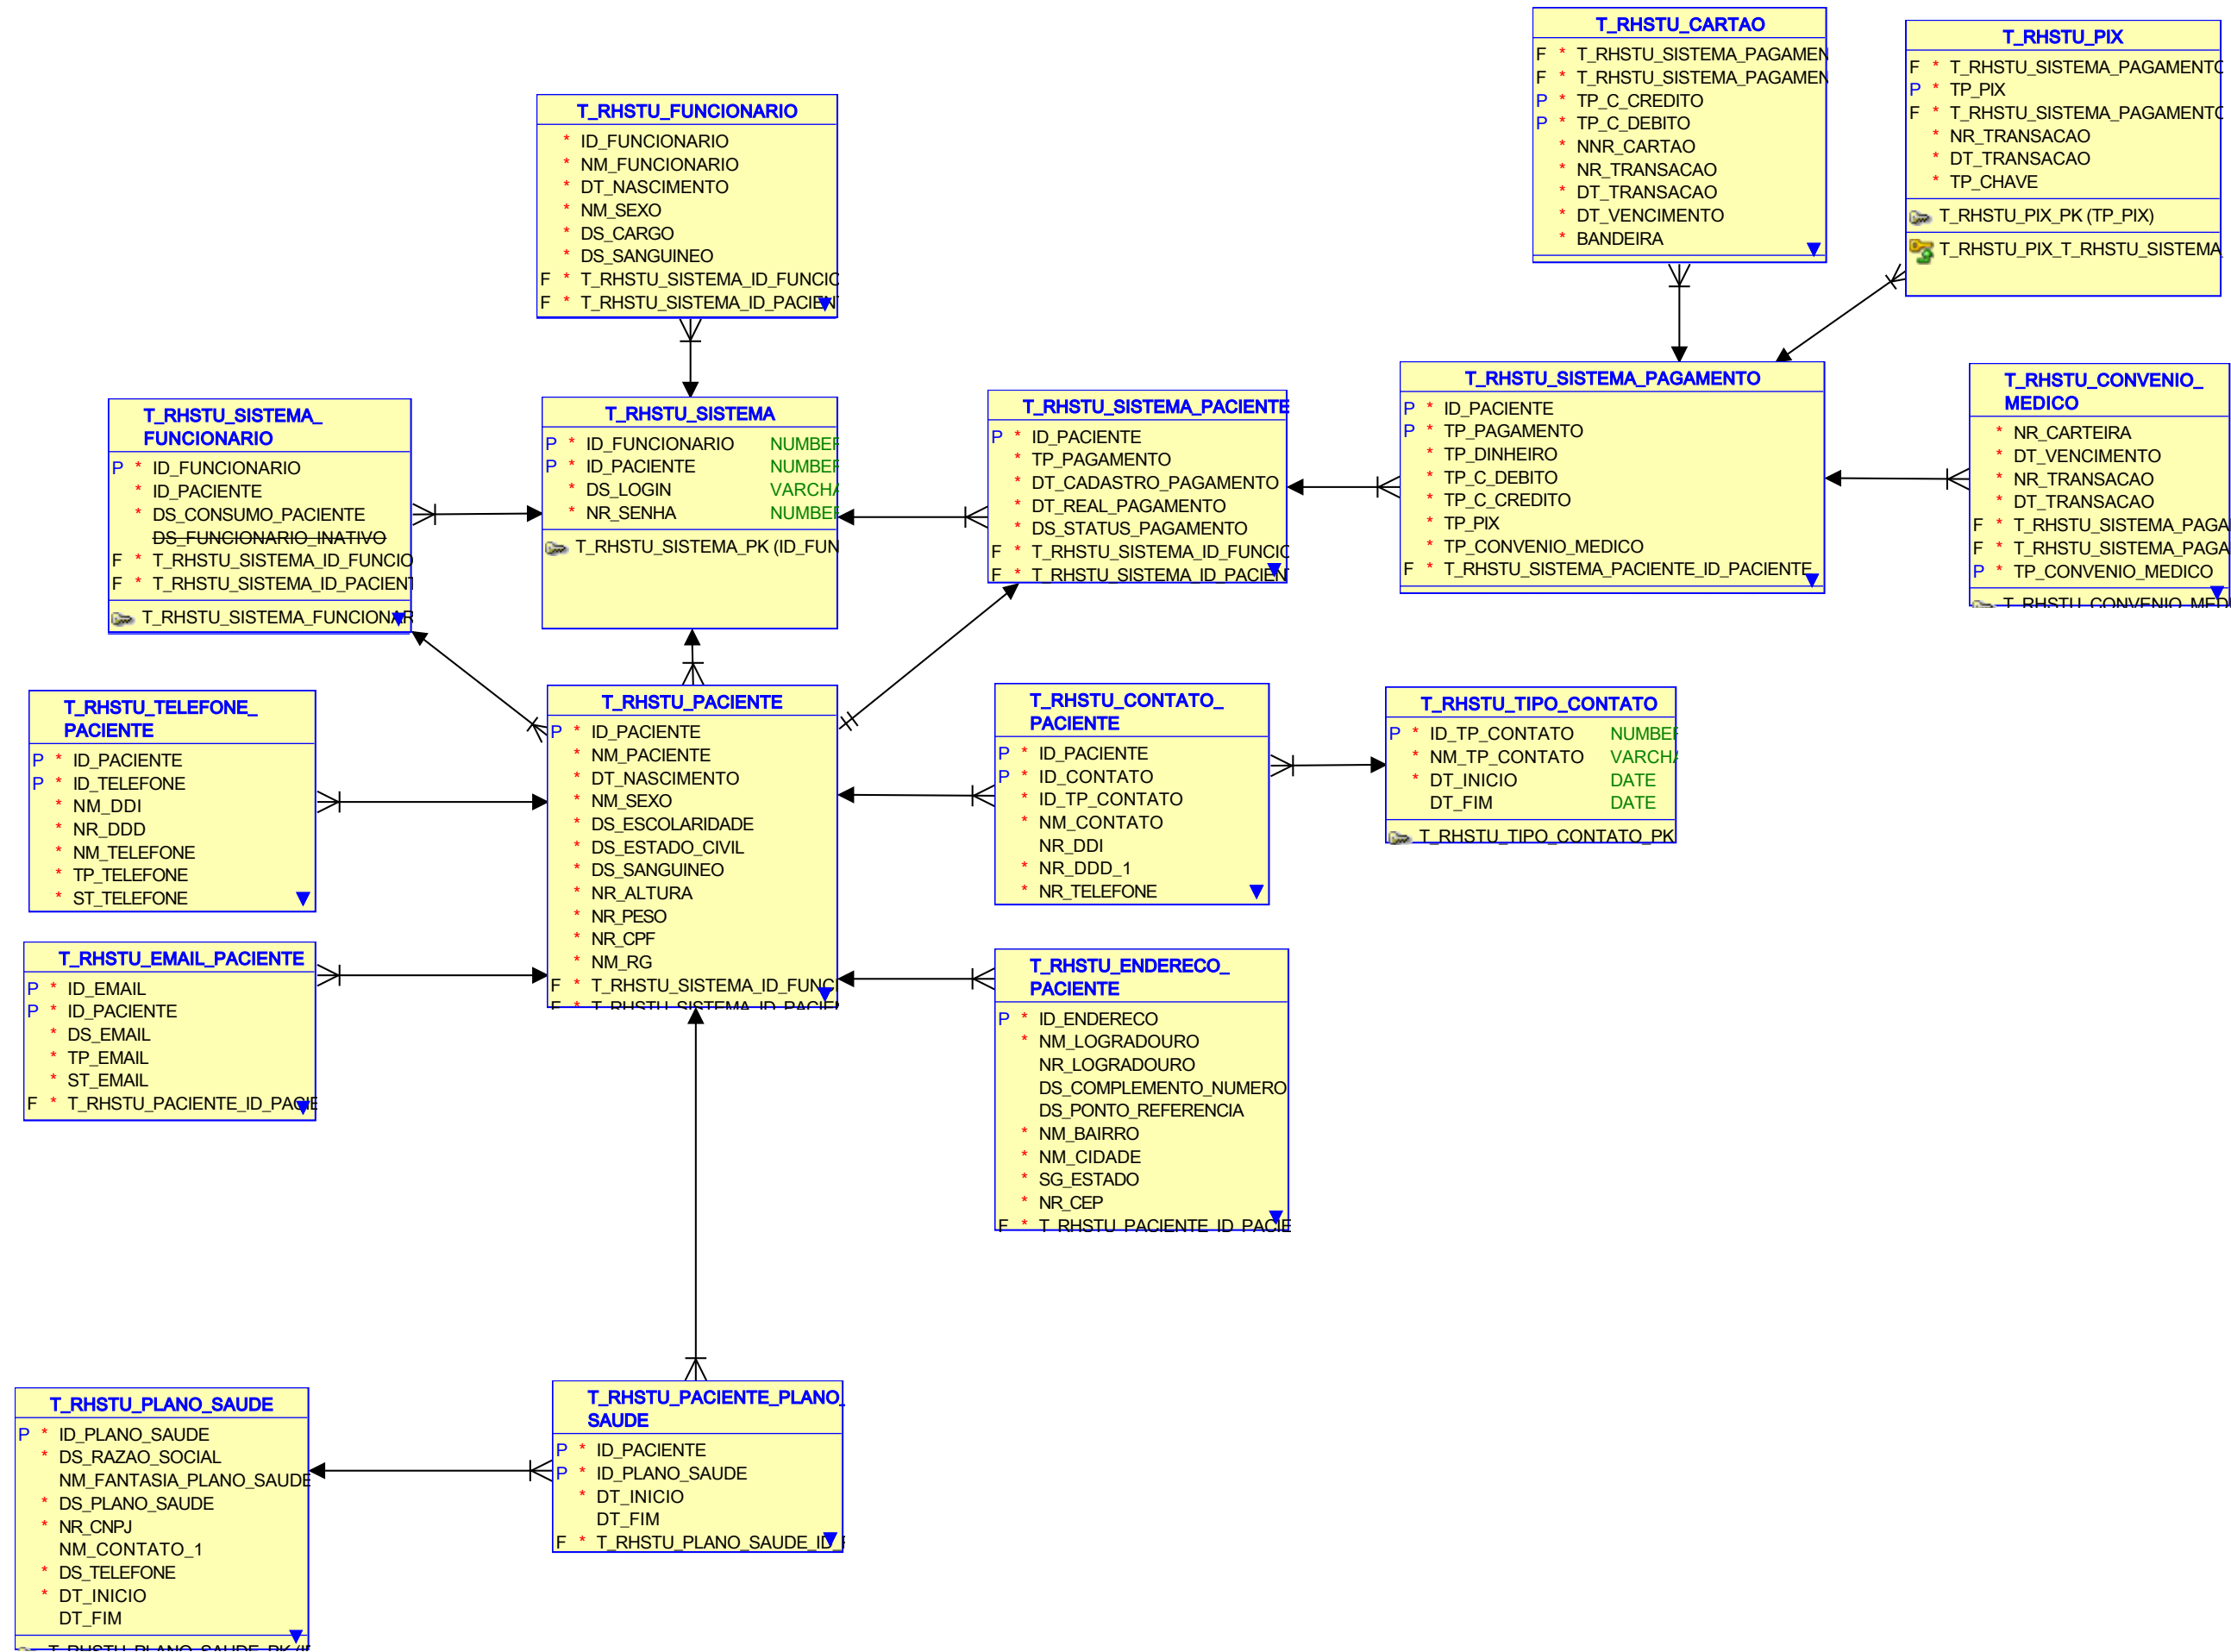 T_RHSTU_CARTAO
F * T_RHSTU_SISTEMA_PAGAMEN
F * T_RHSTU_SISTEMA_PAGAMEN
P * TP_C_CREDITO
P * TP_C_DEBITO
* NNR_CARTAO
* NR_TRANSACAO
* DT_TRANSACAO
* DT_VENCIMENTO
* BANDEIRA
T_RHSTU_PIX
F * T_RHSTU_SISTEMA_PAGAMENTO
P * TP_PIX
F * T_RHSTU_SISTEMA_PAGAMENTO
* NR_TRANSACAO
* DT_TRANSACAO
* TP_CHAVE
T_RHSTU_PIX_PK (TP_PIX)
T_RHSTU_PIX_T_RHSTU_SISTEMA
T_RHSTU_FUNCIONARIO
* ID_FUNCIONARIO
* NM_FUNCIONARIO
* DT_NASCIMENTO
* NM_SEXO
* DS_CARGO
* DS_SANGUINEO
F * T_RHSTU_SISTEMA_ID_FUNCIO
F * T_RHSTU_SISTEMA_ID_PACIENT
T_RHSTU_SISTEMA_
FUNCIONARIO
P * ID_FUNCIONARIO
* ID_PACIENTE
* DS_CONSUMO_PACIENTE
DS_FUNCIONARIO_INATIVO
F * T_RHSTU_SISTEMA_ID_FUNCIO
F * T_RHSTU_SISTEMA_ID_PACIENT
T_RHSTU_SISTEMA_FUNCIONAR
T_RHSTU_SISTEMA
P * ID_FUNCIONARIO NUMBER
P * ID_PACIENTE NUMBER
* DS_LOGIN VARCHA
* NR_SENHA NUMBER
T_RHSTU_SISTEMA_PK (ID_FUN
T_RHSTU_SISTEMA_PACIENTE
P * ID_PACIENTE
* TP_PAGAMENTO
* DT_CADASTRO_PAGAMENTO
* DT_REAL_PAGAMENTO
* DS_STATUS_PAGAMENTO
F * T_RHSTU_SISTEMA_ID_FUNCIO
F * T_RHSTU_SISTEMA_ID_PACIENT
T_RHSTU_SISTEMA_PAGAMENTO
P * ID_PACIENTE
P * TP_PAGAMENTO
* TP_DINHEIRO
* TP_C_DEBITO
* TP_C_CREDITO
* TP_PIX
* TP_CONVENIO_MEDICO
F * T_RHSTU_SISTEMA_PACIENTE_ID_PACIENTE
T_RHSTU_CONVENIO_
MEDICO
* NR_CARTEIRA
* DT_VENCIMENTO
* NR_TRANSACAO
* DT_TRANSACAO
F * T_RHSTU_SISTEMA_PAGA
F * T_RHSTU_SISTEMA_PAGA
P * TP_CONVENIO_MEDICO
T_RHSTU_CONVENIO_MEDI
T_RHSTU_TELEFONE_
PACIENTE
P * ID_PACIENTE
P * ID_TELEFONE
* NM_DDI
* NR_DDD
* NM_TELEFONE
* TP_TELEFONE
* ST_TELEFONE
T_RHSTU_PACIENTE
P * ID_PACIENTE
* NM_PACIENTE
* DT_NASCIMENTO
* NM_SEXO
* DS_ESCOLARIDADE
* DS_ESTADO_CIVIL
* DS_SANGUINEO
* NR_ALTURA
* NR_PESO
* NR_CPF
* NM_RG
F * T_RHSTU_SISTEMA_ID_FUNC
F * T_RHSTU_SISTEMA_ID_PACIEN
T_RHSTU_CONTATO_
PACIENTE
P * ID_PACIENTE
P * ID_CONTATO
* ID_TP_CONTATO
* NM_CONTATO
NR_DDI
* NR_DDD_1
* NR_TELEFONE
T_RHSTU_TIPO_CONTATO
P * ID_TP_CONTATO NUMBER
* NM_TP_CONTATO VARCHA
* DT_INICIO DATE
DT_FIM DATE
T_RHSTU_TIPO_CONTATO_PK
T_RHSTU_EMAIL_PACIENTE
P * ID_EMAIL
P * ID_PACIENTE
* DS_EMAIL
* TP_EMAIL
* ST_EMAIL
F * T_RHSTU_PACIENTE_ID_PACIE
T_RHSTU_ENDERECO_
PACIENTE
P * ID_ENDERECO
* NM_LOGRADOURO
NR_LOGRADOURO
DS_COMPLEMENTO_NUMERO
DS_PONTO_REFERENCIA
* NM_BAIRRO
* NM_CIDADE
* SG_ESTADO
* NR_CEP
F * T_RHSTU_PACIENTE_ID_PACIE
T_RHSTU_PLANO_SAUDE
P * ID_PLANO_SAUDE
* DS_RAZAO_SOCIAL
NM_FANTASIA_PLANO_SAUDE
* DS_PLANO_SAUDE
* NR_CNPJ
NM_CONTATO_1
* DS_TELEFONE
* DT_INICIO
DT_FIM
T_RHSTU_PLANO_SAUDE_PK (ID
T_RHSTU_PACIENTE_PLANO_
SAUDE
P * ID_PACIENTE
P * ID_PLANO_SAUDE
* DT_INICIO
DT_FIM
F * T_RHSTU_PLANO_SAUDE_ID_P